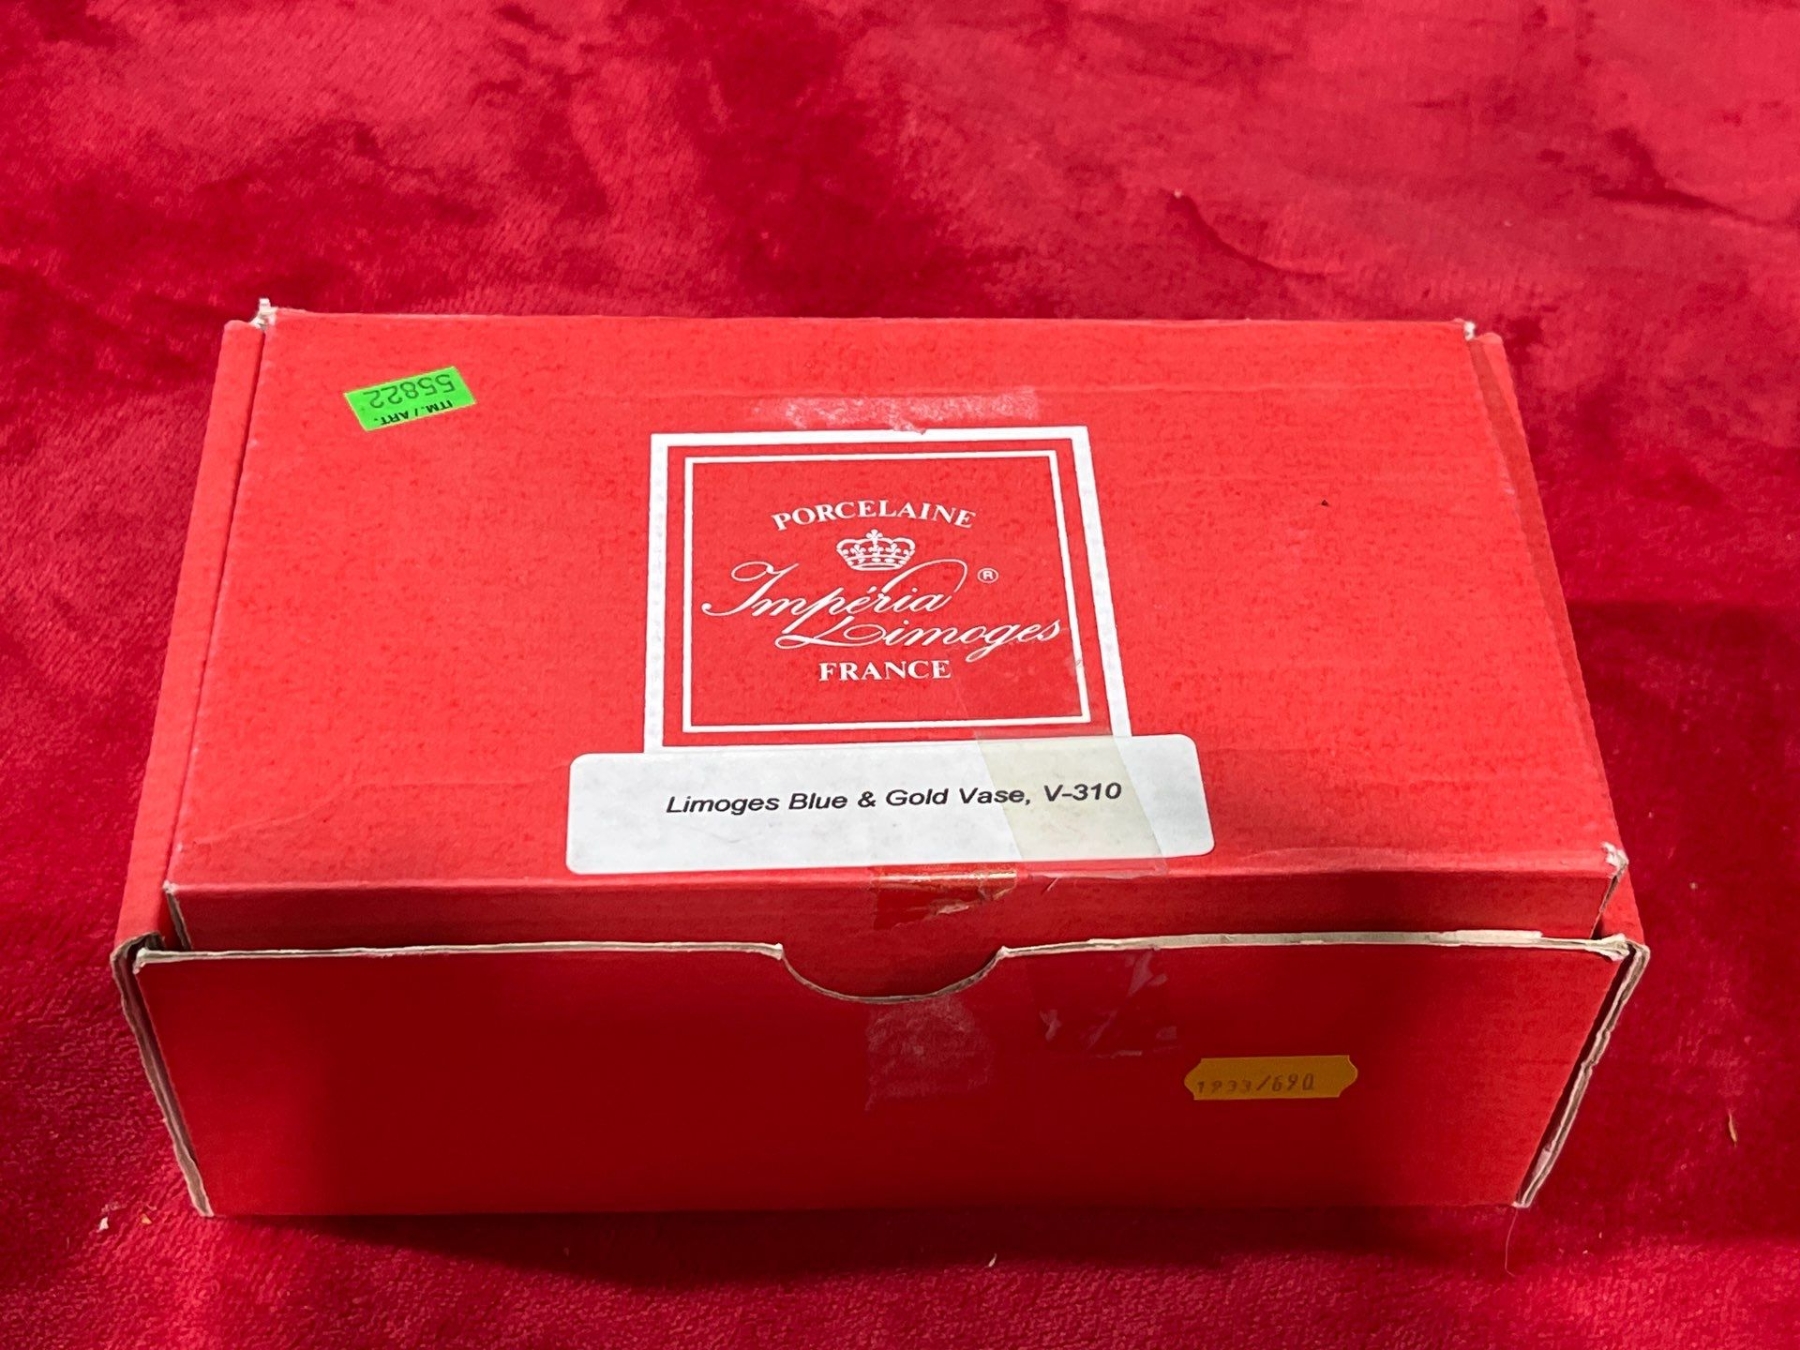 ITM./ART.
55822
PORCELAINE
Impéria ®
Limoges
FRANCE
Limoges Blue & Gold Vase, V-310
1933/690